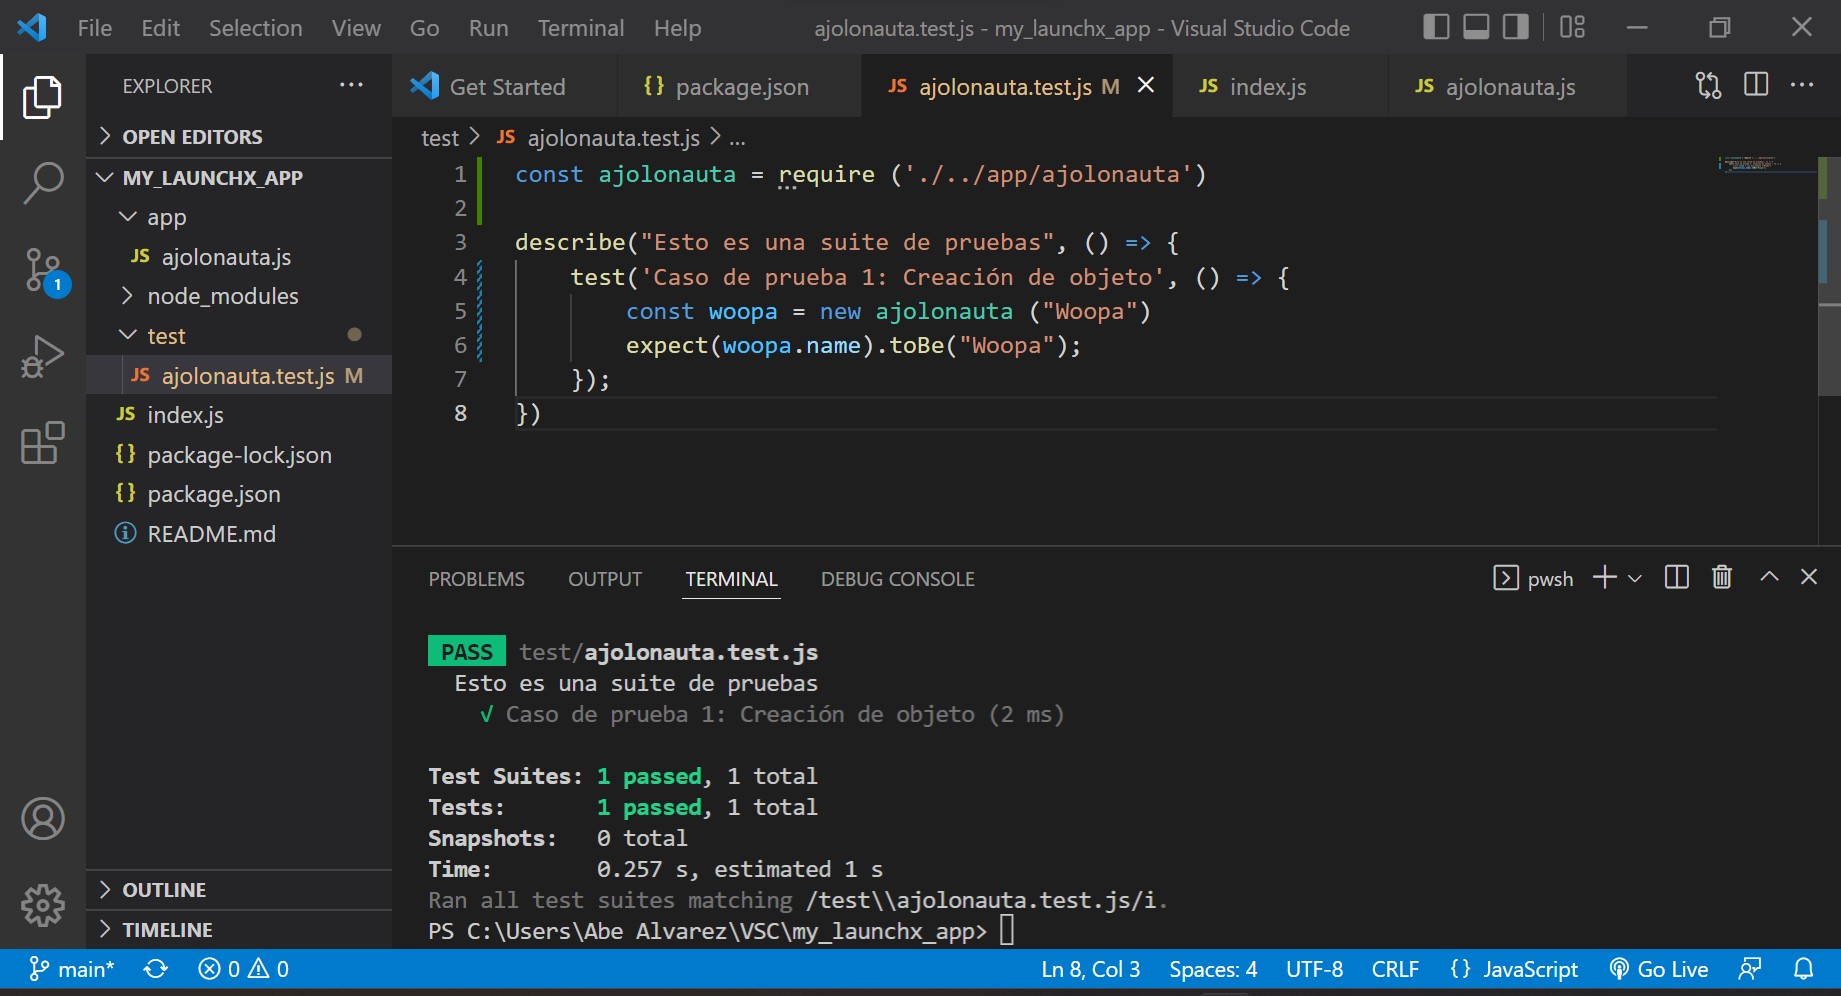 File Edit Selection View Go Run Terminal Help ajolonauta.test.js - my_launchx_app - Visual Studio Code
EXPLORER ···
OPEN EDITORS
MY_LAUNCHX_APP
app
JS ajolonauta.js
node_modules
test
JS ajolonauta.test.js M
JS index.js
{} package-lock.json
{} package.json
README.md
OUTLINE
TIMELINE
Get Started {} package.json JS ajolonauta.test.js M JS index.js JS ajolonauta.js
test > JS ajolonauta.test.js > ...
1 const ajolonauta = require ('./../app/ajolonauta')
2
3 describe("Esto es una suite de pruebas", () => {
4 test('Caso de prueba 1: Creación de objeto', () => {
5 const woopa = new ajolonauta ("Woopa")
6 expect(woopa.name).toBe("Woopa");
7 });
8 })
1
PROBLEMS OUTPUT TERMINAL DEBUG CONSOLE pwsh
PASS test/ajolonauta.test.js
Esto es una suite de pruebas
√ Caso de prueba 1: Creación de objeto (2 ms)
Test Suites: 1 passed, 1 total
Tests: 1 passed, 1 total
Snapshots: 0 total
Time: 0.257 s, estimated 1 s
Ran all test suites matching /test\\ajolonauta.test.js/i.
PS C:\Users\Abe Alvarez\VSC\my_launchx_app>
main* 0 0 Ln 8, Col 3 Spaces: 4 UTF-8 CRLF {} JavaScript Go Live